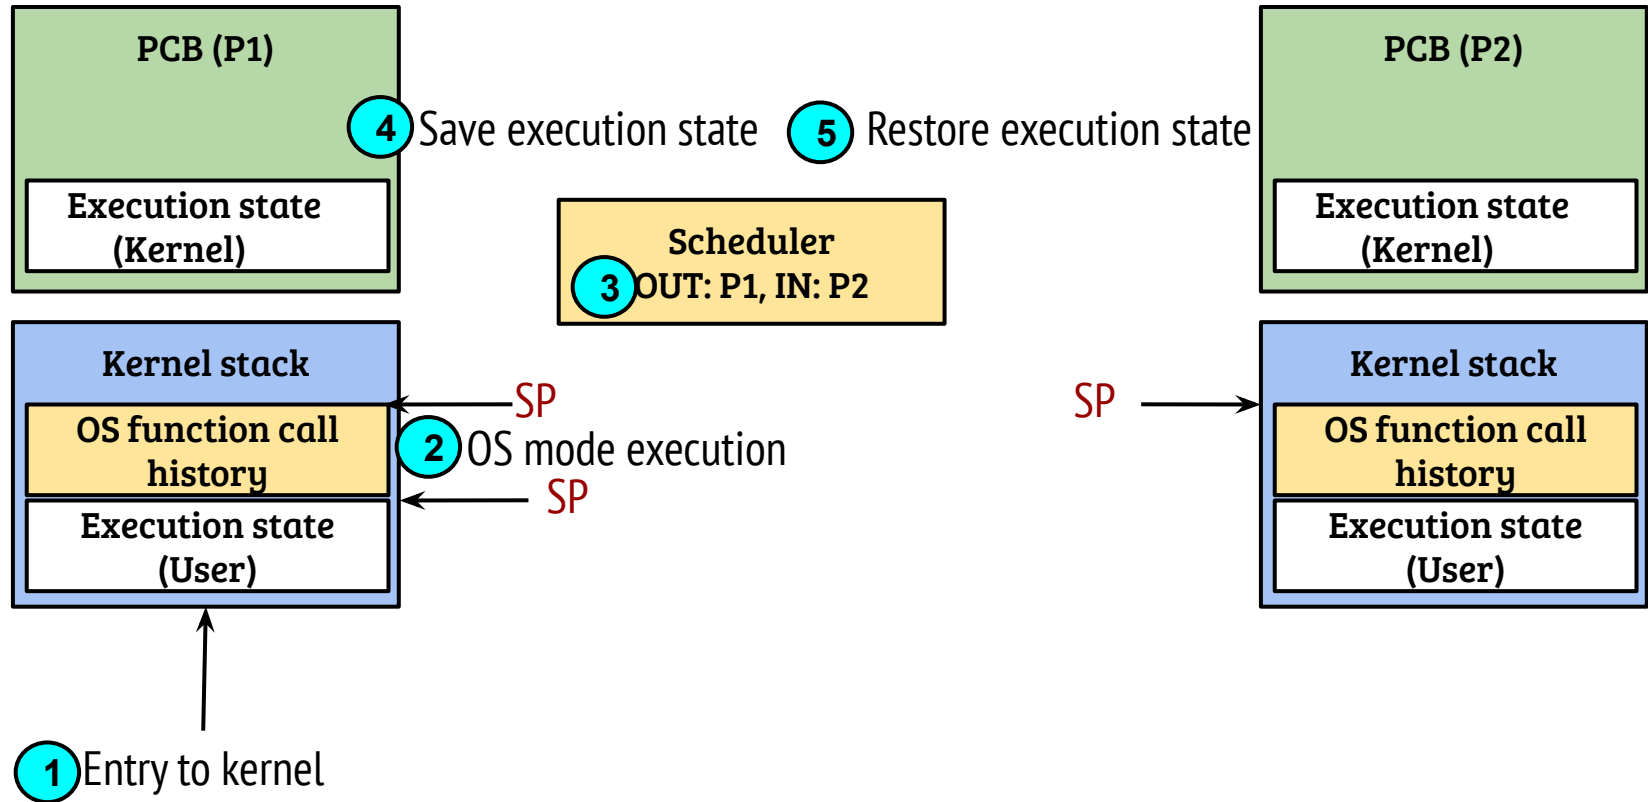 PCB (P1)
PCB (P2)
4 Save execution state
5 Restore execution state
Execution state
(Kernel)
Scheduler
3 OUT: P1, IN: P2
Execution state
(Kernel)
Kernel stack
SP
OS function call
history
2 OS mode execution
SP
Execution state
(User)
SP
Kernel stack
OS function call
history
Execution state
(User)
1 Entry to kernel